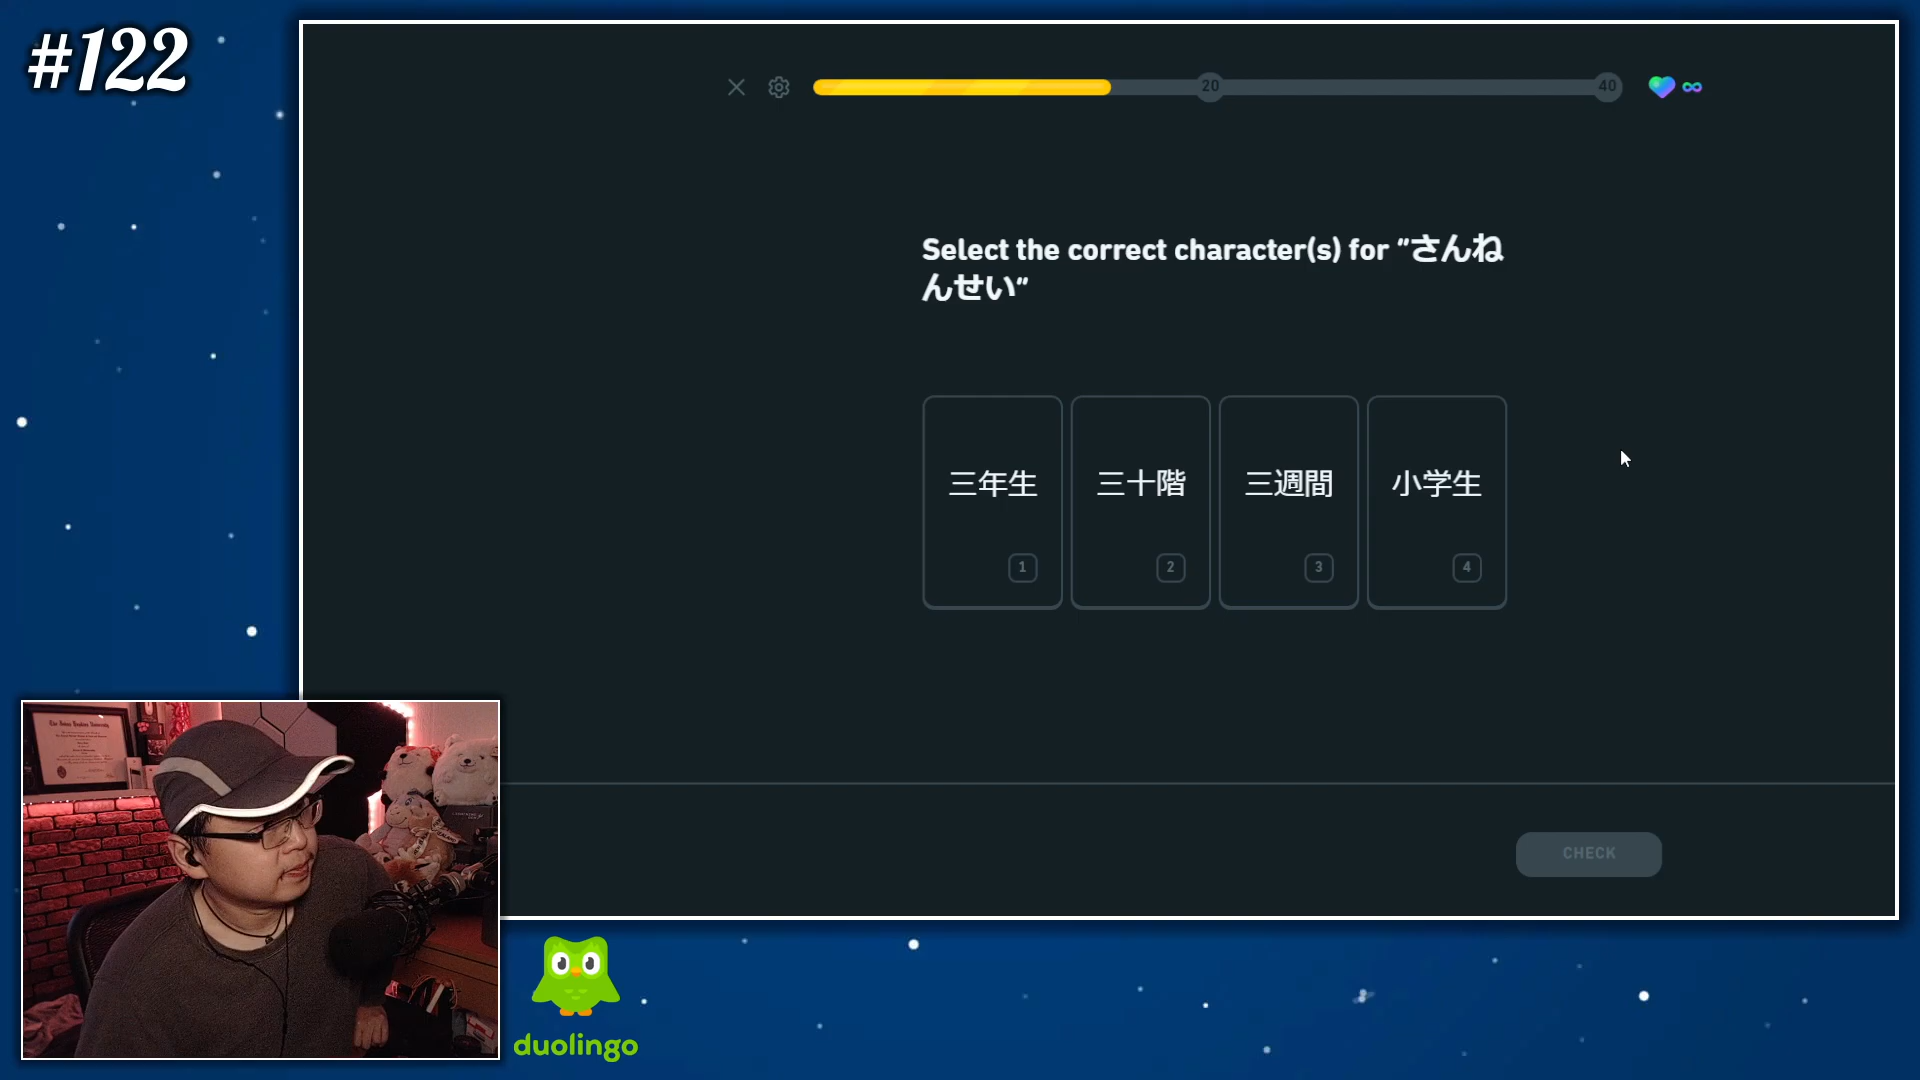 #122
20
40
Select the correct character(s) for "さんね
んせい"
三年生
三十階
三週間
小学生
1
2
3
4
CHECK
duolingo